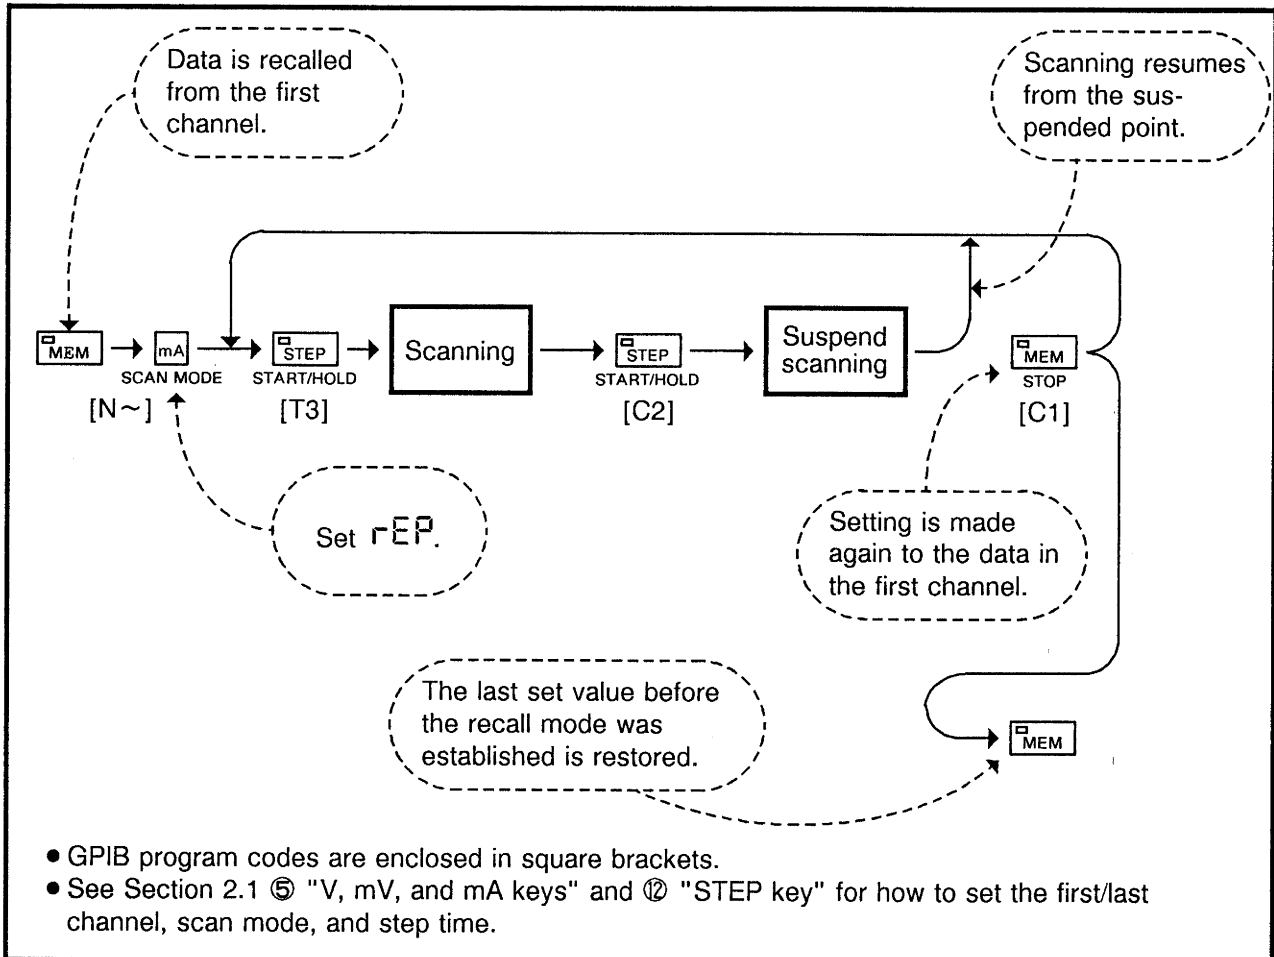 Data is recalled
from the first
channel.
Scanning resumes
from the sus-
pended point.
MEM
mA
SCAN MODE
[N~]
STEP
START/HOLD
[T3]
Scanning
STEP
START/HOLD
[C2]
Suspend
scanning
MEM
STOP
[C1]
Set rEP.
Setting is made
again to the data in
the first channel.
The last set value before
the recall mode was
established is restored.
MEM
● GPIB program codes are enclosed in square brackets.
● See Section 2.1 ⑤ "V, mV, and mA keys" and ⑫ "STEP key" for how to set the first/last
channel, scan mode, and step time.